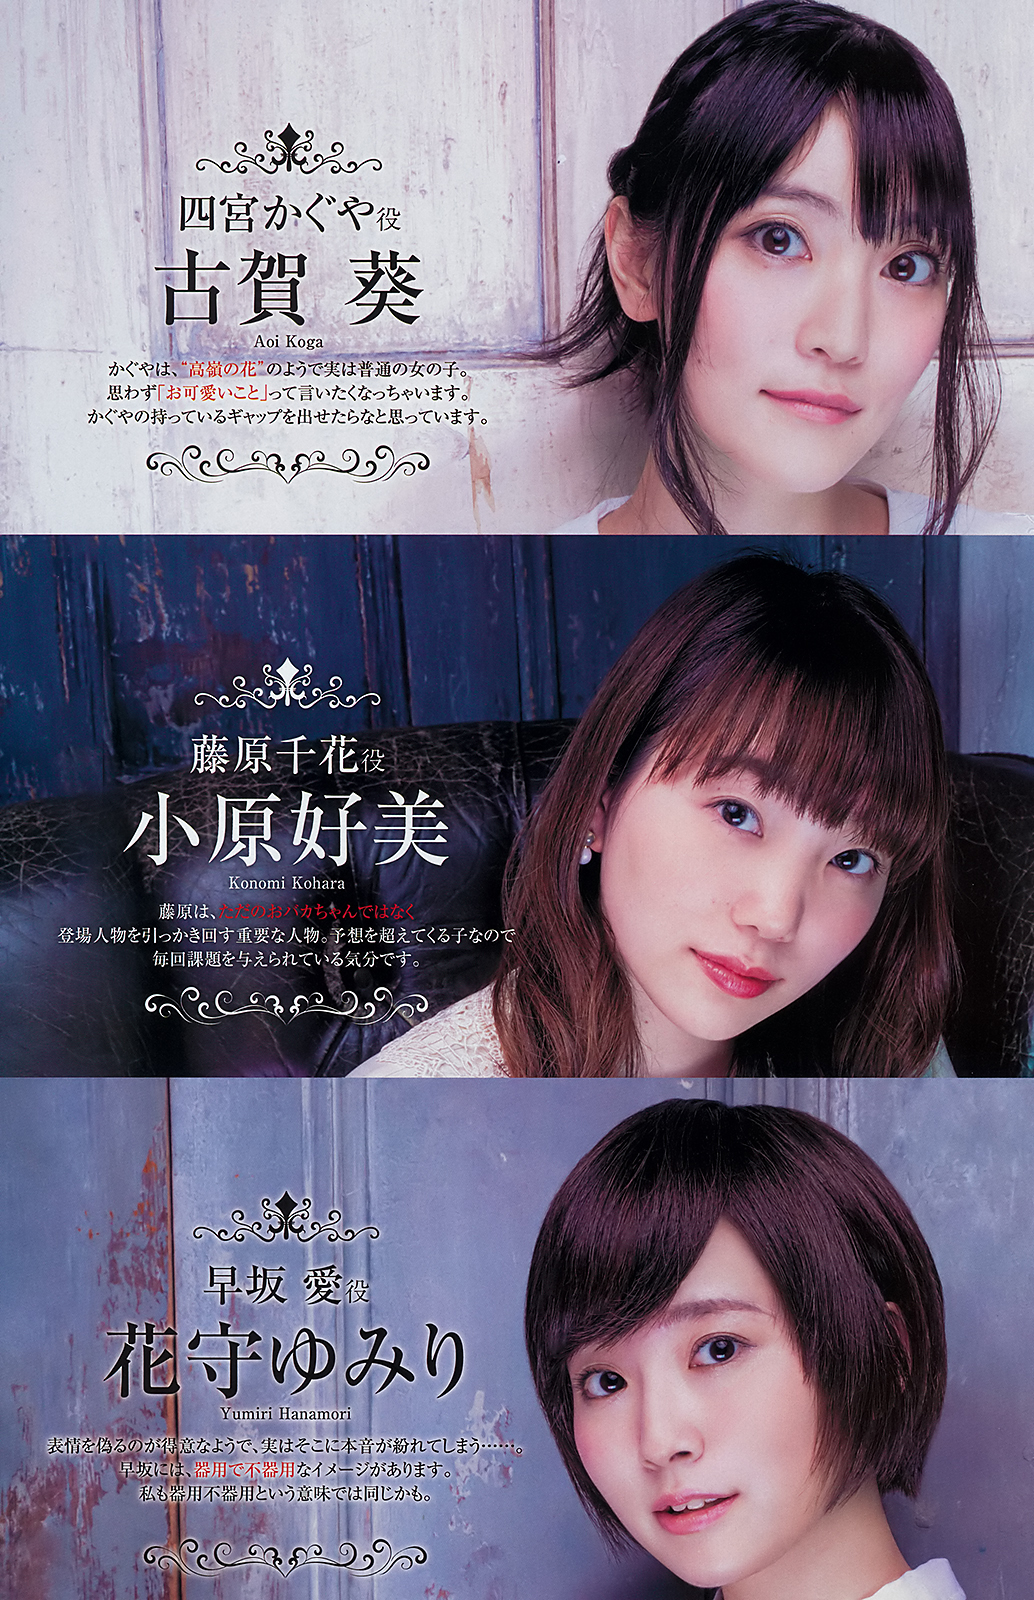 四宮かぐや役
古賀 葵
Aoi Koga
かぐやは、“高嶺の花”のようで実は普通の女の子。
思わず「お可愛いこと」って言いたくなっちゃいます。
かぐやの持っているギャップを出せたらなと思っています。
藤原千花役
小原好美
Konomi Kohara
藤原は、ただのおバカちゃんではなく
登場人物を引っかき回す重要な人物。予想を超えてくる子なので
毎回課題を与えられている気分です。
早坂 愛役
花守ゆみり
Yumiri Hanamori
表情を偽るのが得意なようで、実はそこに本音が紛れてしまう……。
早坂には、器用で不器用なイメージがあります。
私も器用不器用という意味では同じかも。